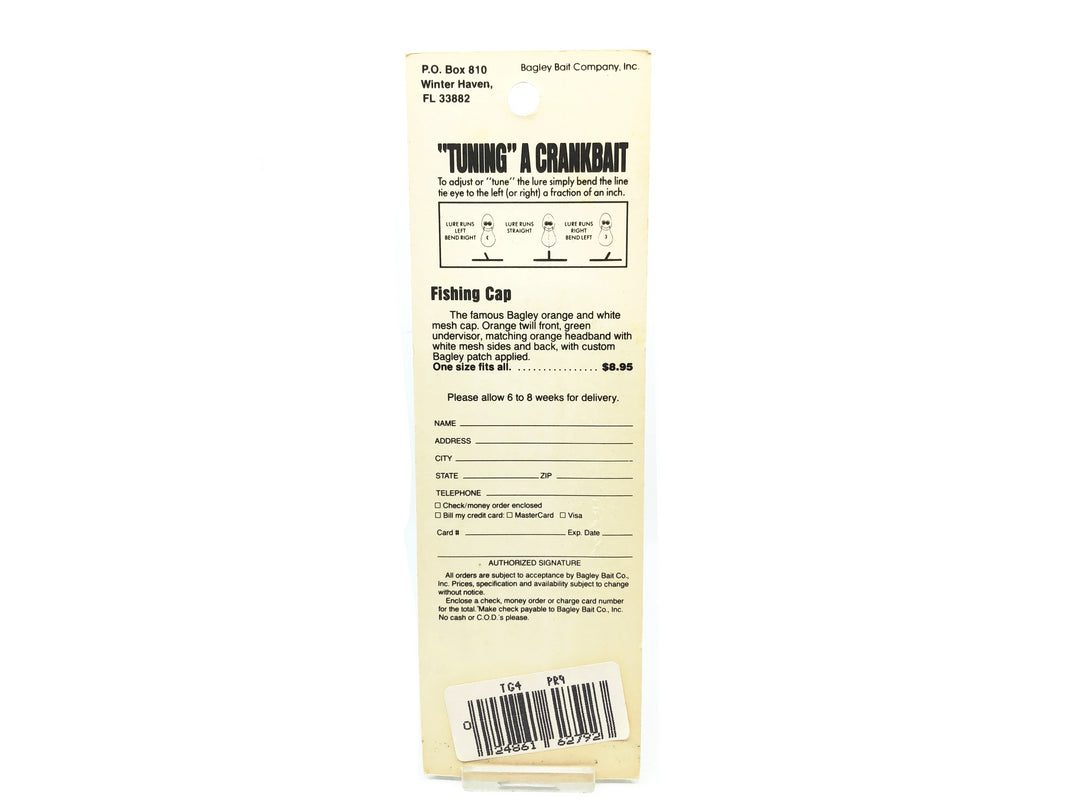 P.O. Box 810
Winter Haven,
FL 33882
Bagley Bait Company, Inc.
"TUNING" A CRANKBAIT
To adjust or "tune" the lure simply bend the line
tie eye to the left (or right) a fraction of an inch.
LURE RUNS
LEFT
BEND RIGHT
LURE RUNS
STRAIGHT
LURE RUNS
RIGHT
BEND LEFT
Fishing Cap
The famous Bagley orange and white
mesh cap. Orange twill front, green
undervisor, matching orange headband with
white mesh sides and back, with custom
Bagley patch applied.
One size fits all. . . . . . . . . . . . . . . . . $8.95
Please allow 6 to 8 weeks for delivery.
NAME
ADDRESS
CITY
STATE ZIP
TELEPHONE
☐ Check/money order enclosed
☐ Bill my credit card: ☐ MasterCard ☐ Visa
Card # Exp. Date
AUTHORIZED SIGNATURE
All orders are subject to acceptance by Bagley Bait Co.,
Inc. Prices, specification and availability subject to change
without notice.
Enclose a check, money order or charge card number
for the total. Make check payable to Bagley Bait Co., Inc.
No cash or C.O.D.'s please.
TG4 PR9
0 24861 62792